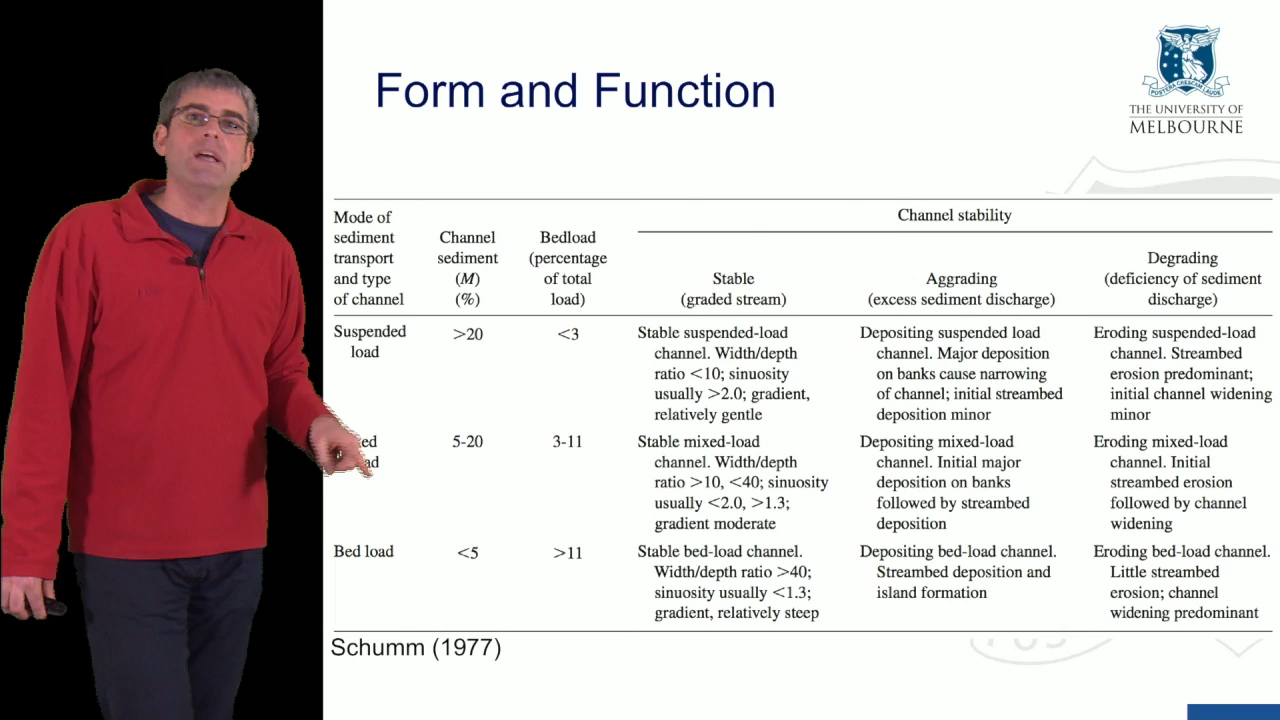 Form and Function
POSTERA CRESCAM LAUDE
THE UNIVERSITY OF
MELBOURNE
Mode of
sediment
transport
and type
of channel
Channel
sediment
(M)
(%)
Bedload
(percentage
of total
load)
Channel stability
Stable
(graded stream)
Aggrading
(excess sediment discharge)
Degrading
(deficiency of sediment
discharge)
Suspended
load
>20
<3
Stable suspended-load
channel. Width/depth
ratio <10; sinuosity
usually >2.0; gradient,
relatively gentle
Depositing suspended load
channel. Major deposition
on banks cause narrowing
of channel; initial streambed
deposition minor
Eroding suspended-load
channel. Streambed
erosion predominant;
initial channel widening
minor
5-20
3-11
Stable mixed-load
channel. Width/depth
ratio >10, <40; sinuosity
usually <2.0, >1.3;
gradient moderate
Depositing mixed-load
channel. Initial major
deposition on banks
followed by streambed
deposition
Eroding mixed-load
channel. Initial
streambed erosion
followed by channel
widening
Bed load
<5
>11
Stable bed-load channel.
Width/depth ratio >40;
sinuosity usually <1.3;
gradient, relatively steep
Depositing bed-load channel.
Streambed deposition and
island formation
Eroding bed-load channel.
Little streambed
erosion; channel
widening predominant
Schumm (1977)